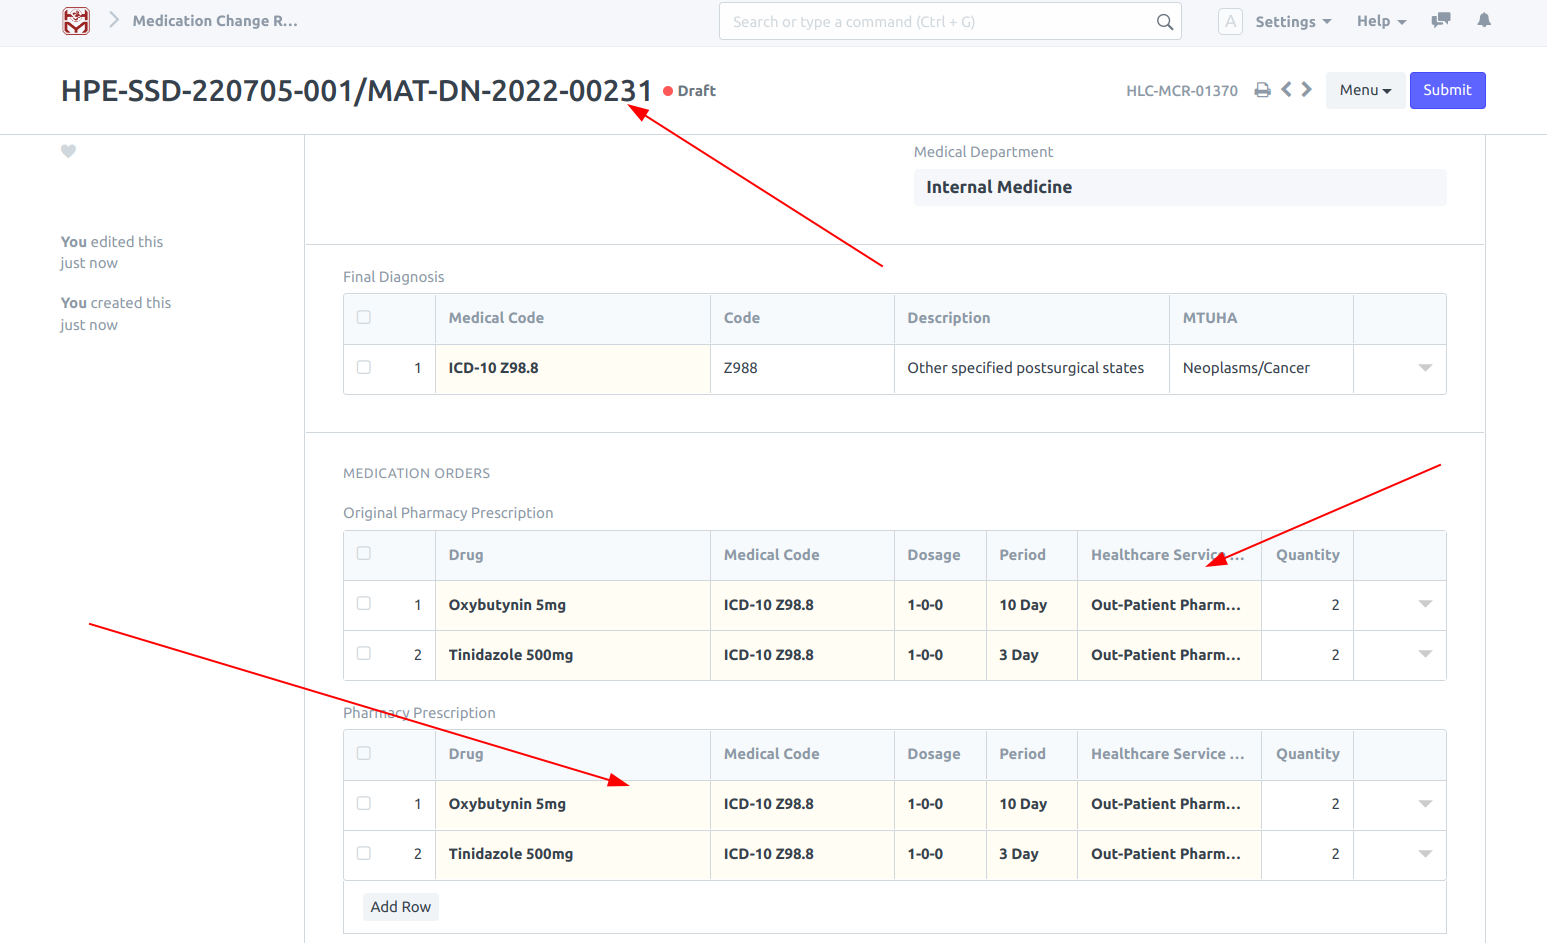 Medication Change R...
Search or type a command (Ctrl + G)
A
Settings
Help
HPE-SSD-220705-001/MAT-DN-2022-00231
Draft
HLC-MCR-01370
Menu
Submit
Medical Department
Internal Medicine
You edited this
just now
You created this
just now
Final Diagnosis
Medical Code Code Description MTUHA
1 ICD-10 Z98.8 Z988 Other specified postsurgical states Neoplasms/Cancer
MEDICATION ORDERS
Original Pharmacy Prescription
Drug Medical Code Dosage Period Healthcare Service ... Quantity
1 Oxybutynin 5mg ICD-10 Z98.8 1-0-0 10 Day Out-Patient Pharm... 2
2 Tinidazole 500mg ICD-10 Z98.8 1-0-0 3 Day Out-Patient Pharm... 2
Pharmacy Prescription
Drug Medical Code Dosage Period Healthcare Service ... Quantity
1 Oxybutynin 5mg ICD-10 Z98.8 1-0-0 10 Day Out-Patient Pharm... 2
2 Tinidazole 500mg ICD-10 Z98.8 1-0-0 3 Day Out-Patient Pharm... 2
Add Row